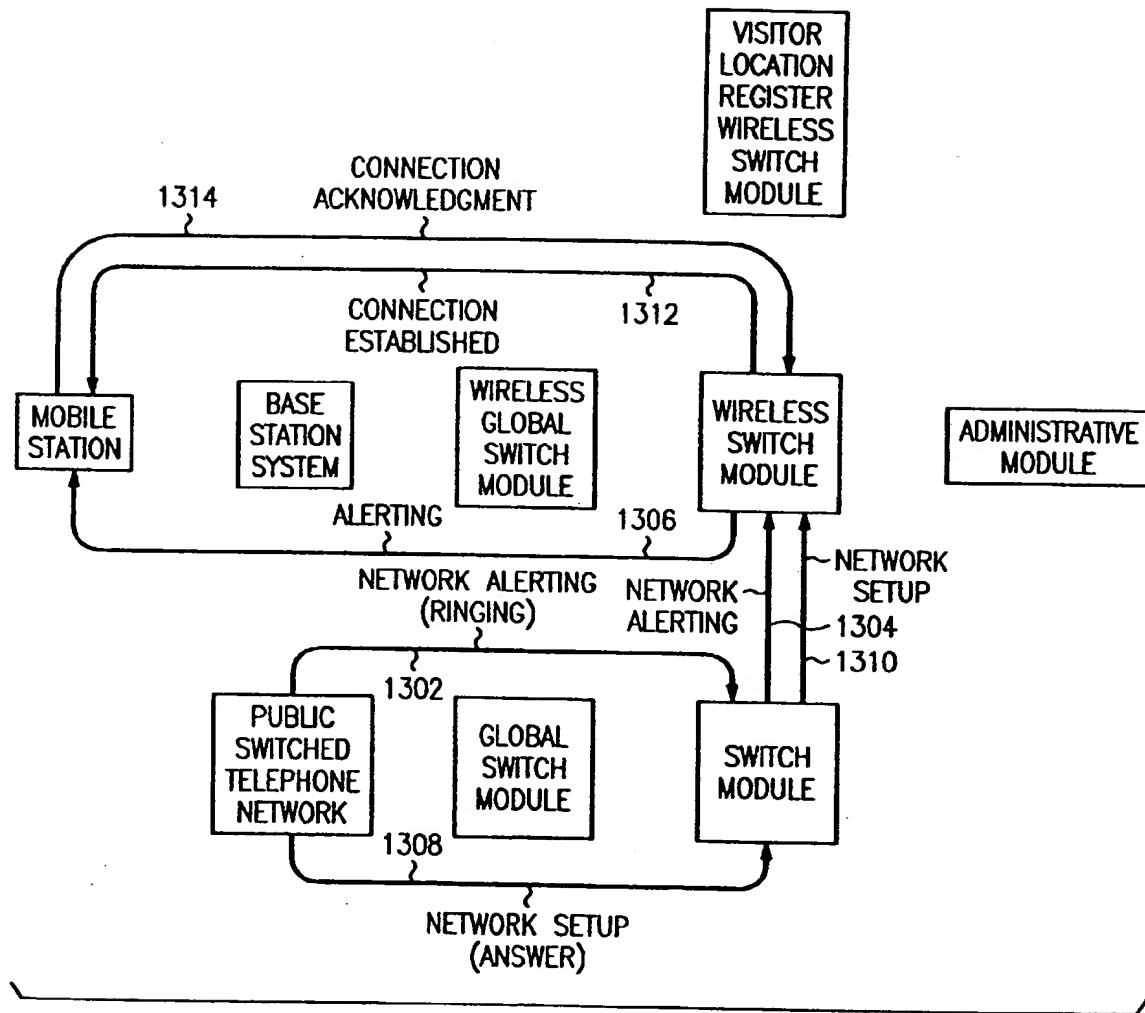 VISITOR
LOCATION
REGISTER
WIRELESS
SWITCH
MODULE
CONNECTION
ACKNOWLEDGMENT
1314
CONNECTION
ESTABLISHED
1312
MOBILE
STATION
BASE
STATION
SYSTEM
WIRELESS
GLOBAL
SWITCH
MODULE
WIRELESS
SWITCH
MODULE
ADMINISTRATIVE
MODULE
ALERTING
1306
NETWORK ALERTING
(RINGING)
NETWORK
ALERTING
NETWORK
SETUP
1304
1310
1302
PUBLIC
SWITCHED
TELEPHONE
NETWORK
GLOBAL
SWITCH
MODULE
SWITCH
MODULE
1308
NETWORK SETUP
(ANSWER)